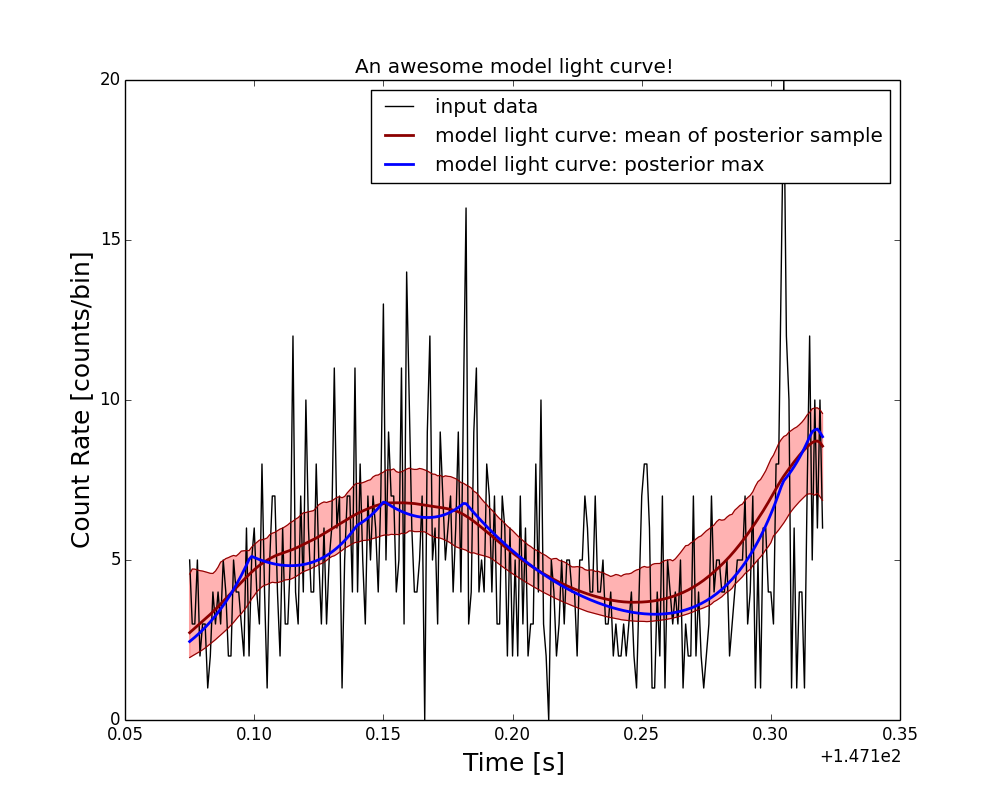 An awesome model light curve!
input data
model light curve: mean of posterior sample
model light curve: posterior max
Count Rate [counts/bin]
20
15
10
5
0
0.05 0.10 0.15 0.20 0.25 0.30 0.35
+1.471e2
Time [s]